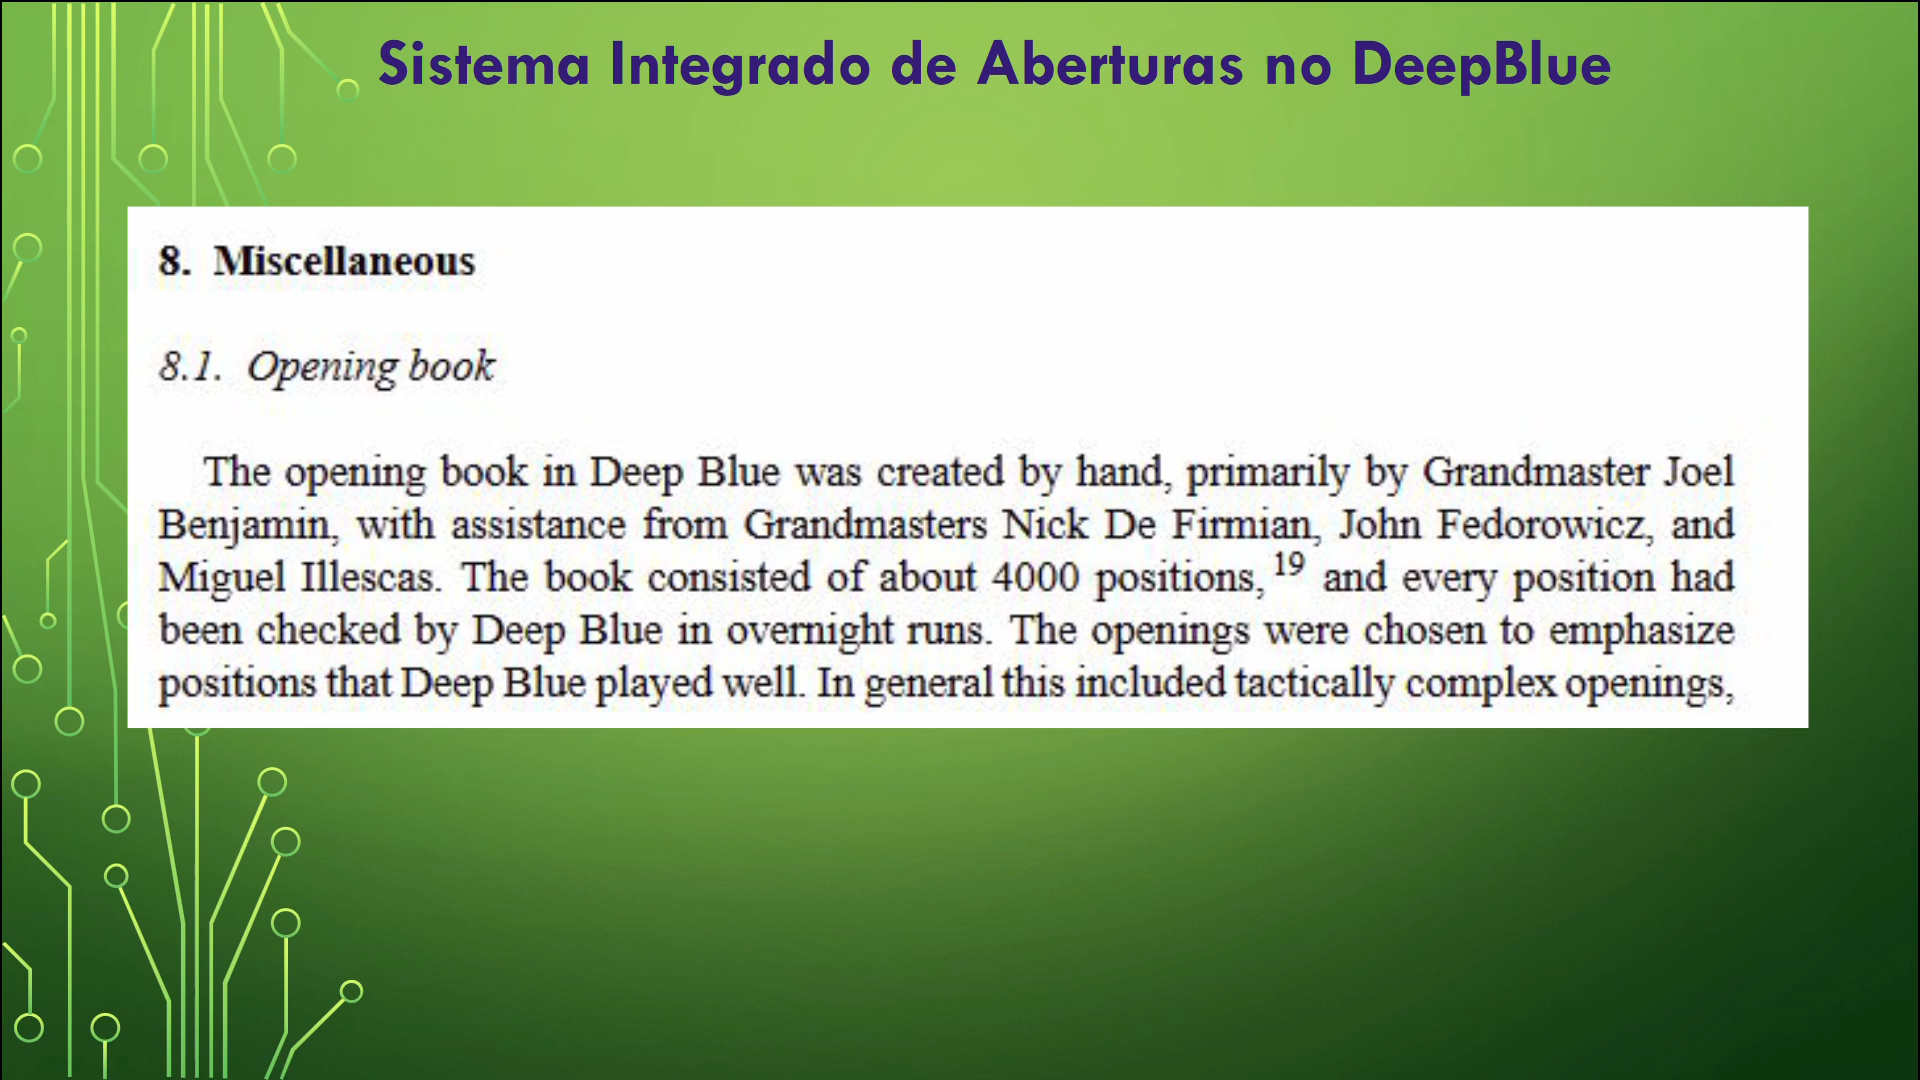 Sistema Integrado de Aberturas no DeepBlue
8. Miscellaneous
8.1. Opening book
The opening book in Deep Blue was created by hand, primarily by Grandmaster Joel
Benjamin, with assistance from Grandmasters Nick De Firmian, John Fedorowicz, and
Miguel Illescas. The book consisted of about 4000 positions, 19 and every position had
been checked by Deep Blue in overnight runs. The openings were chosen to emphasize
positions that Deep Blue played well. In general this included tactically complex openings,